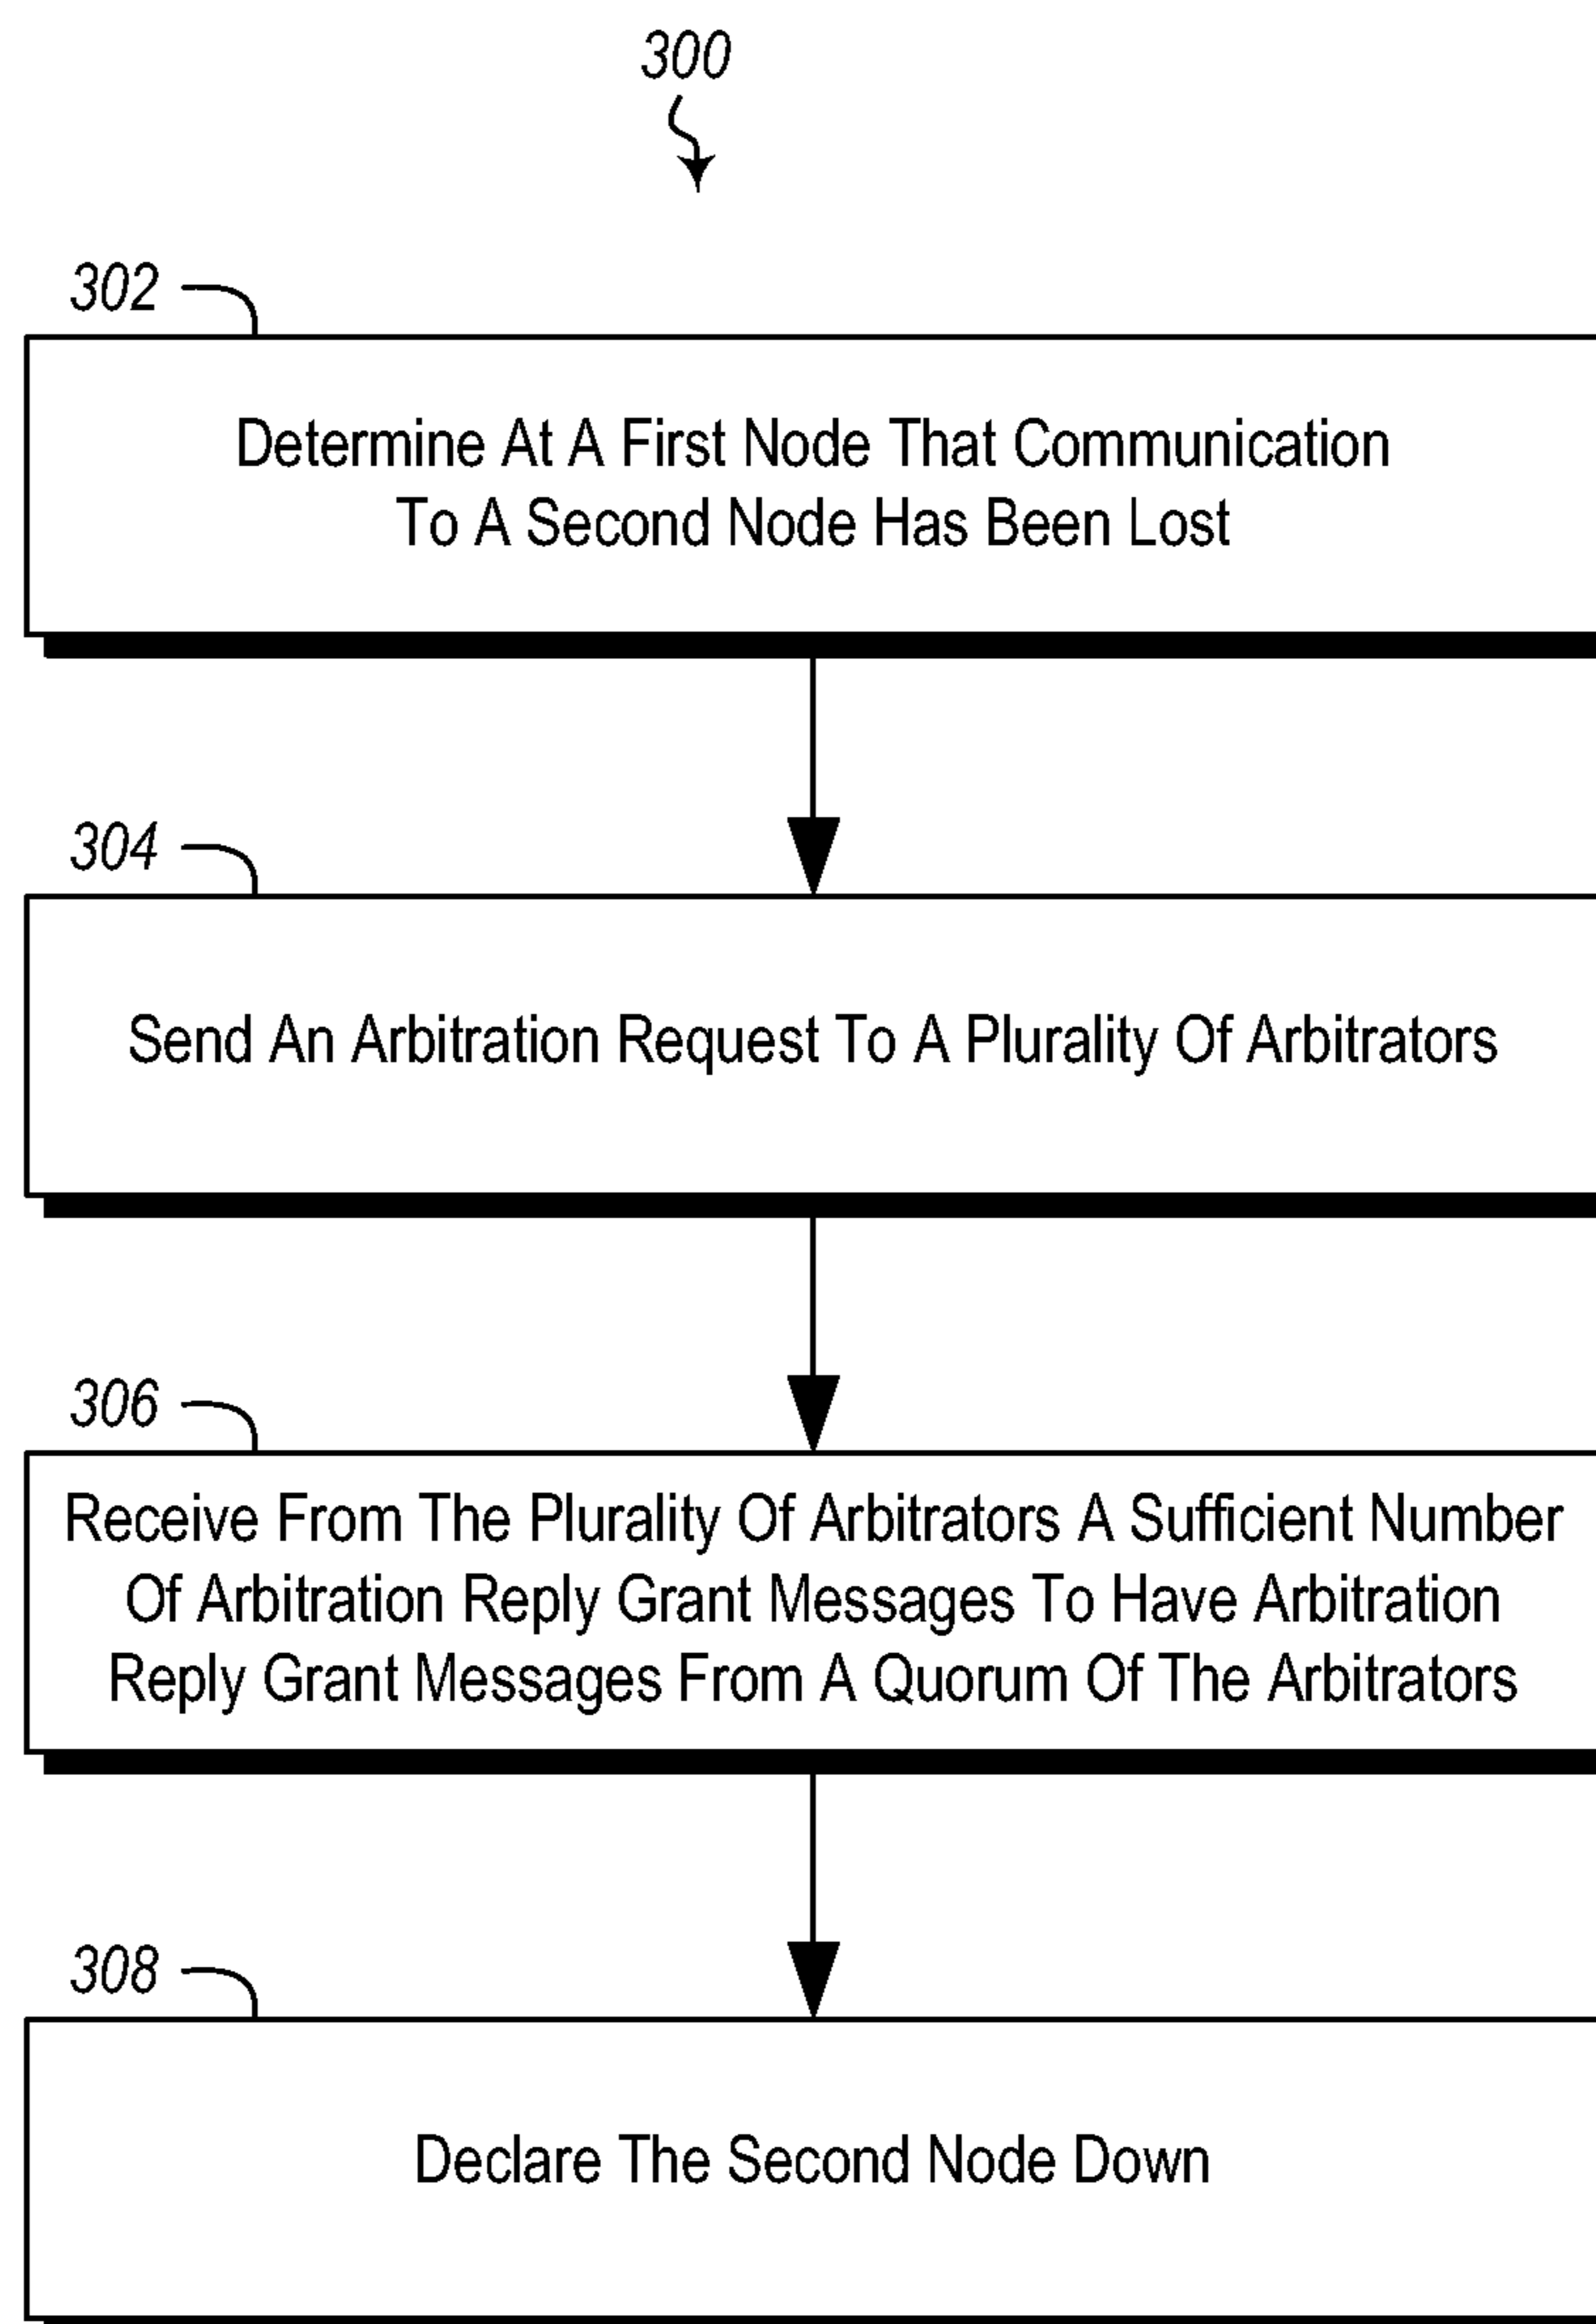 300
302
Determine At A First Node That Communication
To A Second Node Has Been Lost
304
Send An Arbitration Request To A Plurality Of Arbitrators
306
Receive From The Plurality Of Arbitrators A Sufficient Number
Of Arbitration Reply Grant Messages To Have Arbitration
Reply Grant Messages From A Quorum Of The Arbitrators
308
Declare The Second Node Down